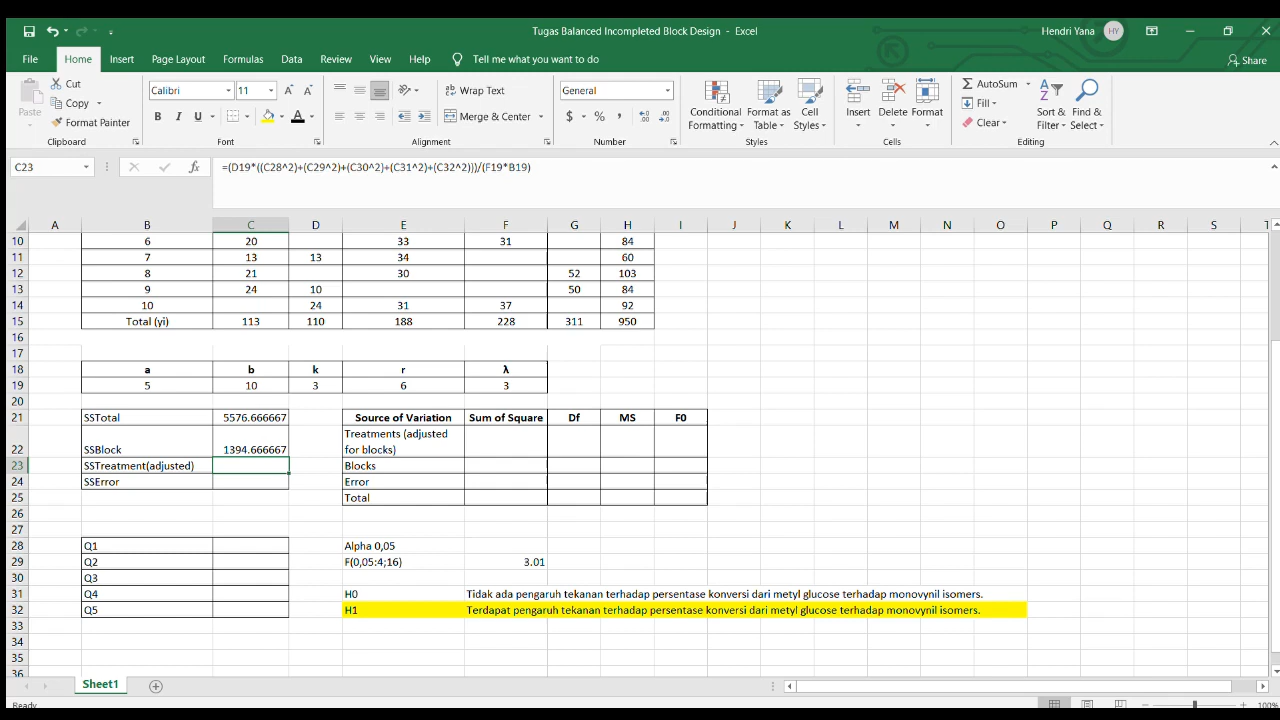 Tugas Balanced Incompleted Block Design - Excel
Hendri Yana
HY
File Home Insert Page Layout Formulas Data Review View Help Tell me what you want to do
Share
Paste
Cut
Copy
Format Painter
Clipboard
Calibri 11
B I U
Font
Wrap Text
Merge & Center
Alignment
General
$ % ,
Number
Conditional Formatting
Format as Table
Cell Styles
Styles
Insert
Delete
Format
Cells
AutoSum
Fill
Clear
Sort & Filter
Find & Select
Editing
C23
fx
=(D19*((C28^2)+(C29^2)+(C30^2)+(C31^2)+(C32^2)))/(F19*B19)
A B C D E F G H I J K L M N O P Q R S T
10 6 20 33 31 84
11 7 13 13 34 60
12 8 21 30 52 103
13 9 24 10 50 84
14 10 24 31 37 92
15 Total (yi) 113 110 188 228 311 950
16
17
18 a b k r λ
19 5 10 3 6 3
20
21 SSTotal 5576.666667 Source of Variation Sum of Square Df MS F0
22 SSBlock 1394.666667 Treatments (adjusted for blocks)
23 SSTreatment(adjusted) Blocks
24 SSError Error
25 Total
26
27
28 Q1 Alpha 0,05
29 Q2 F(0,05:4;16) 3.01
30 Q3
31 Q4 H0 Tidak ada pengaruh tekanan terhadap persentase konversi dari metyl glucose terhadap monovynil isomers.
32 Q5 H1 Terdapat pengaruh tekanan terhadap persentase konversi dari metyl glucose terhadap monovynil isomers.
33
34
35
36
Sheet1
Ready
100%